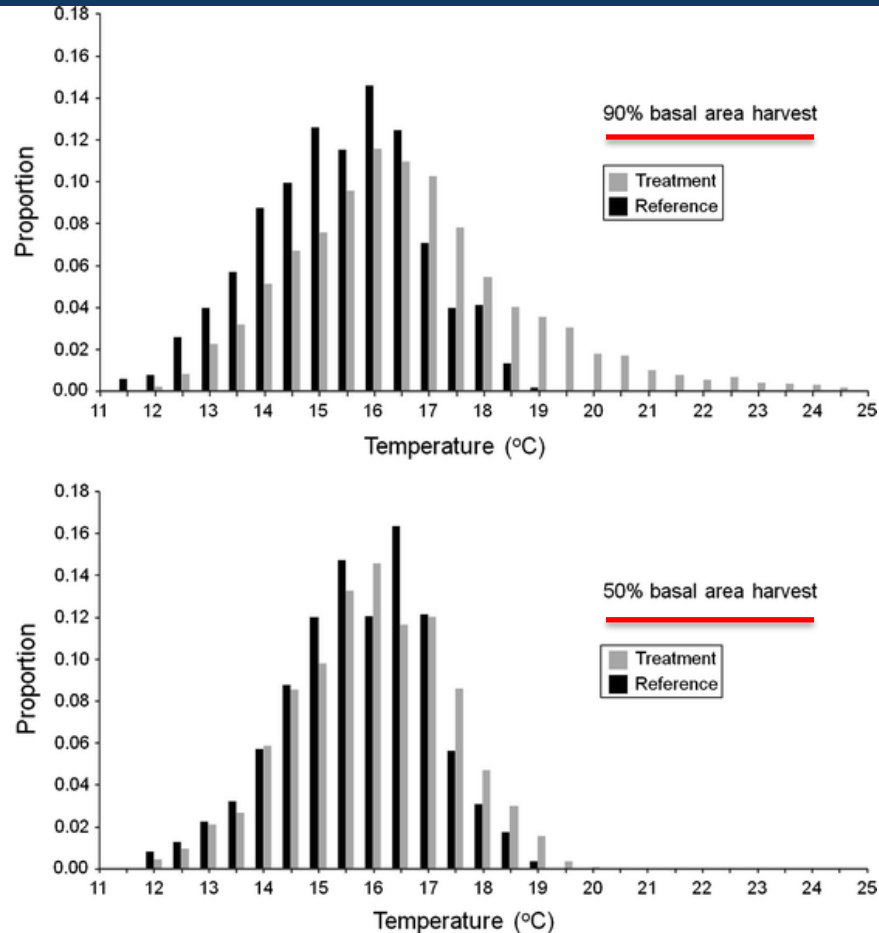 0.18
0.16
0.14
0.12
0.10
0.08
0.06
0.04
0.02
0.00
Proportion
90% basal area harvest
Treatment
Reference
11 12 13 14 15 16 17 18 19 20 21 22 23 24 25
Temperature (°C)
0.18
0.16
0.14
0.12
0.10
0.08
0.06
0.04
0.02
0.00
Proportion
50% basal area harvest
Treatment
Reference
11 12 13 14 15 16 17 18 19 20 21 22 23 24 25
Temperature (°C)